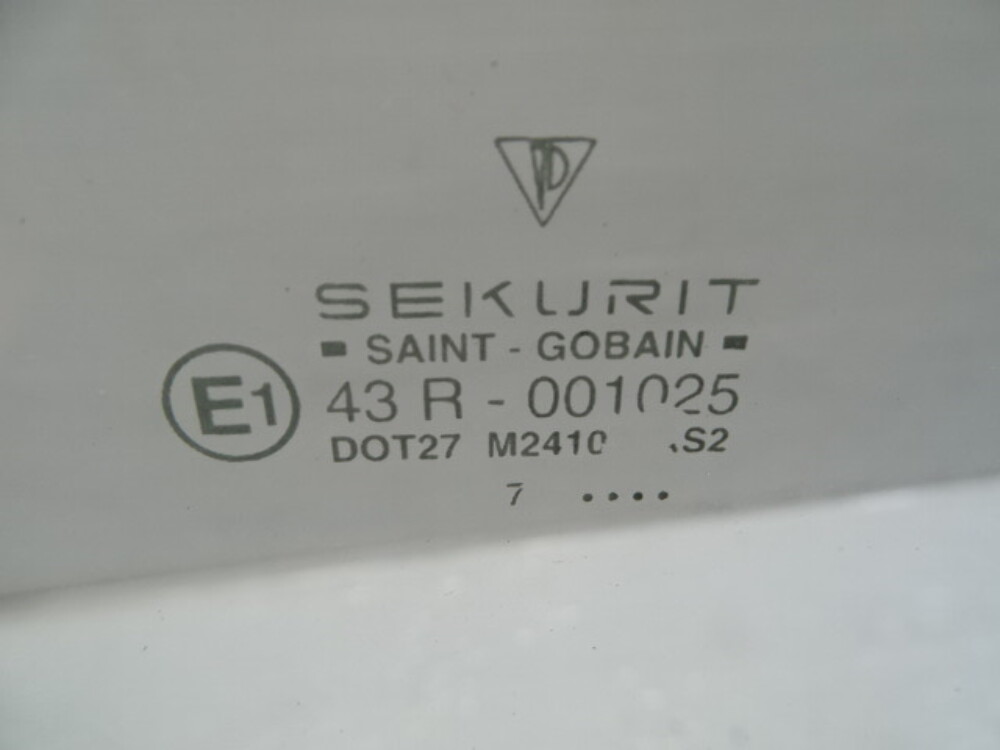 SEKURIT
SAINT - GOBAIN
E1
43 R - 001025
DOT27 M2410 .S2
7 ....